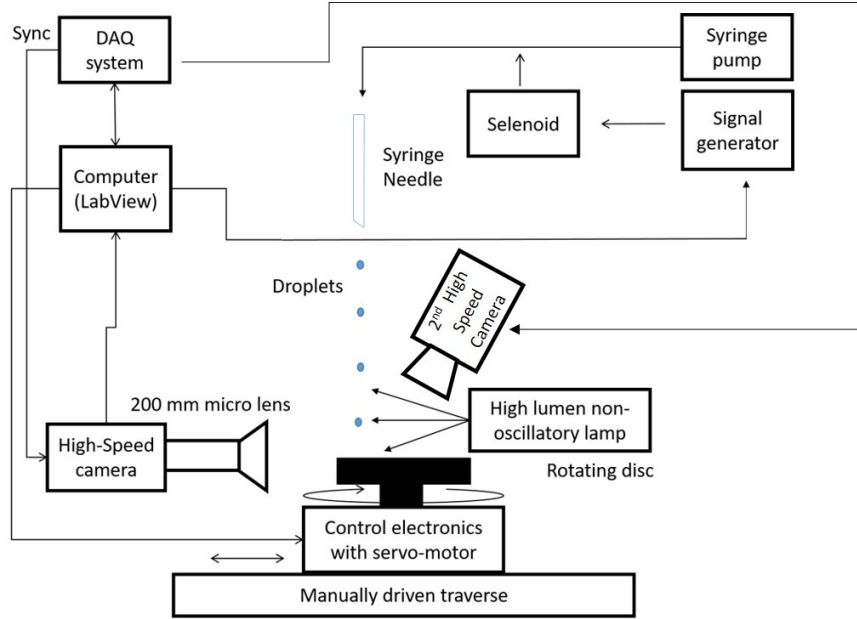 Sync
DAQ
system
Syringe
pump
Selenoid
Signal
generator
Syringe
Needle
Computer
(LabView)
Droplets
2nd High
Speed
Camera
200 mm micro lens
High lumen non-
oscillatory lamp
High-Speed
camera
Rotating disc
Control electronics
with servo-motor
Manually driven traverse